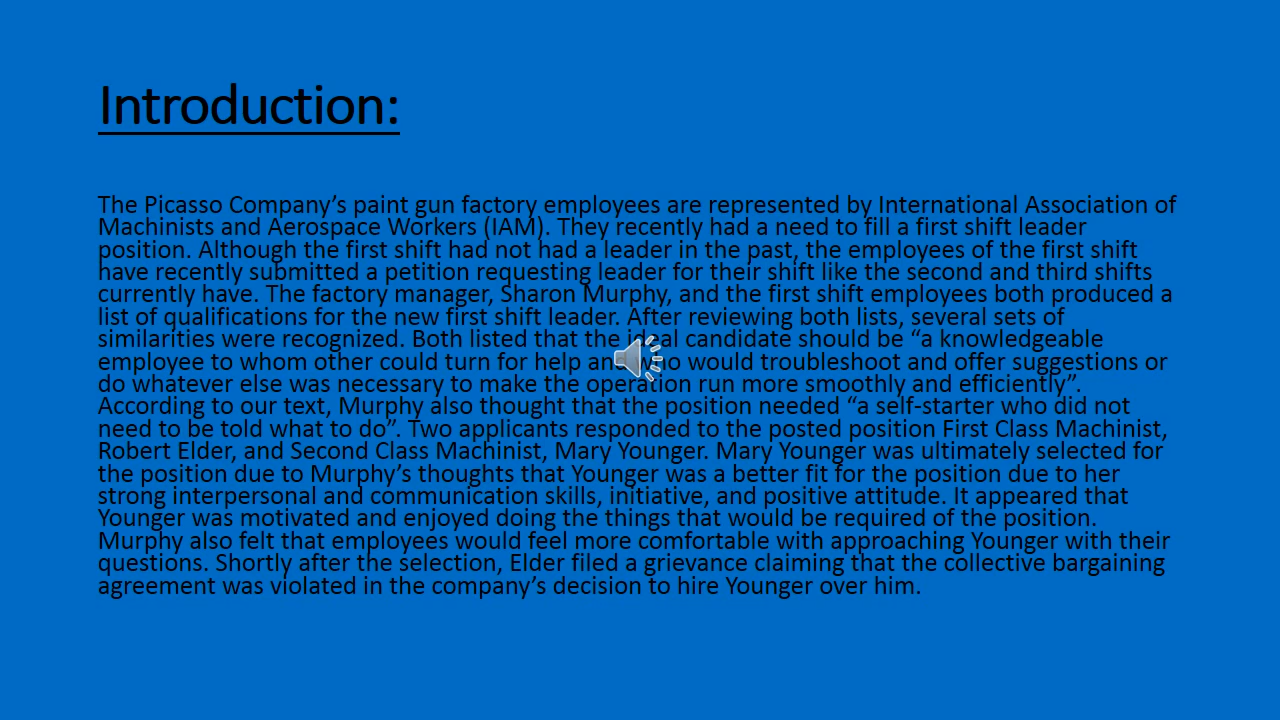 Introduction:
The Picasso Company’s paint gun factory employees are represented by International Association of
Machinists and Aerospace Workers (IAM). They recently had a need to fill a first shift leader
position. Although the first shift had not had a leader in the past, the employees of the first shift
have recently submitted a petition requesting leader for their shift like the second and third shifts
currently have. The factory manager, Sharon Murphy, and the first shift employees both produced a
list of qualifications for the new first shift leader. After reviewing both lists, several sets of
similarities were recognized. Both listed that the ideal candidate should be “a knowledgeable
employee to whom other could turn for help and who would troubleshoot and offer suggestions or
do whatever else was necessary to make the operation run more smoothly and efficiently”.
According to our text, Murphy also thought that the position needed “a self-starter who did not
need to be told what to do”. Two applicants responded to the posted position First Class Machinist,
Robert Elder, and Second Class Machinist, Mary Younger. Mary Younger was ultimately selected for
the position due to Murphy’s thoughts that Younger was a better fit for the position due to her
strong interpersonal and communication skills, initiative, and positive attitude. It appeared that
Younger was motivated and enjoyed doing the things that would be required of the position.
Murphy also felt that employees would feel more comfortable with approaching Younger with their
questions. Shortly after the selection, Elder filed a grievance claiming that the collective bargaining
agreement was violated in the company’s decision to hire Younger over him.